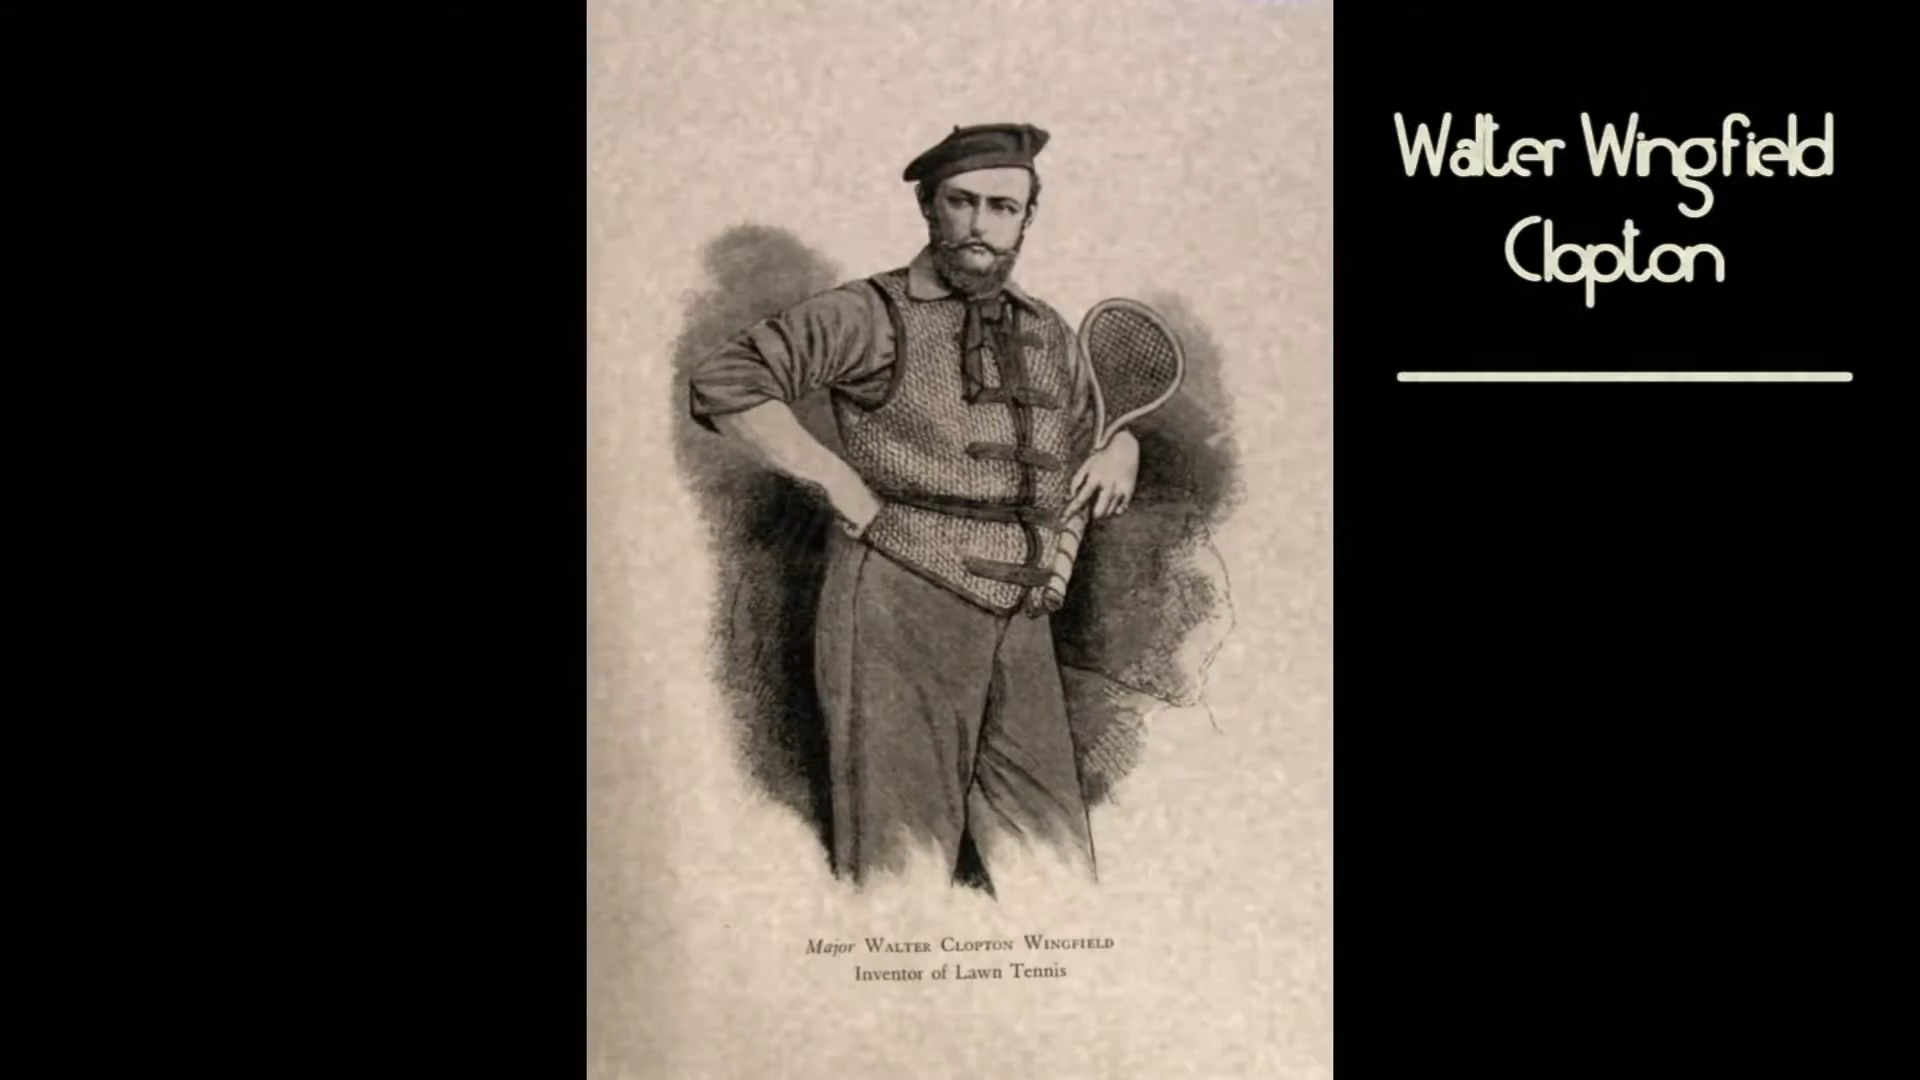 Walter Wingfield
Clopton
Major WALTER CLOPTON WINGFIELD
Inventor of Lawn Tennis